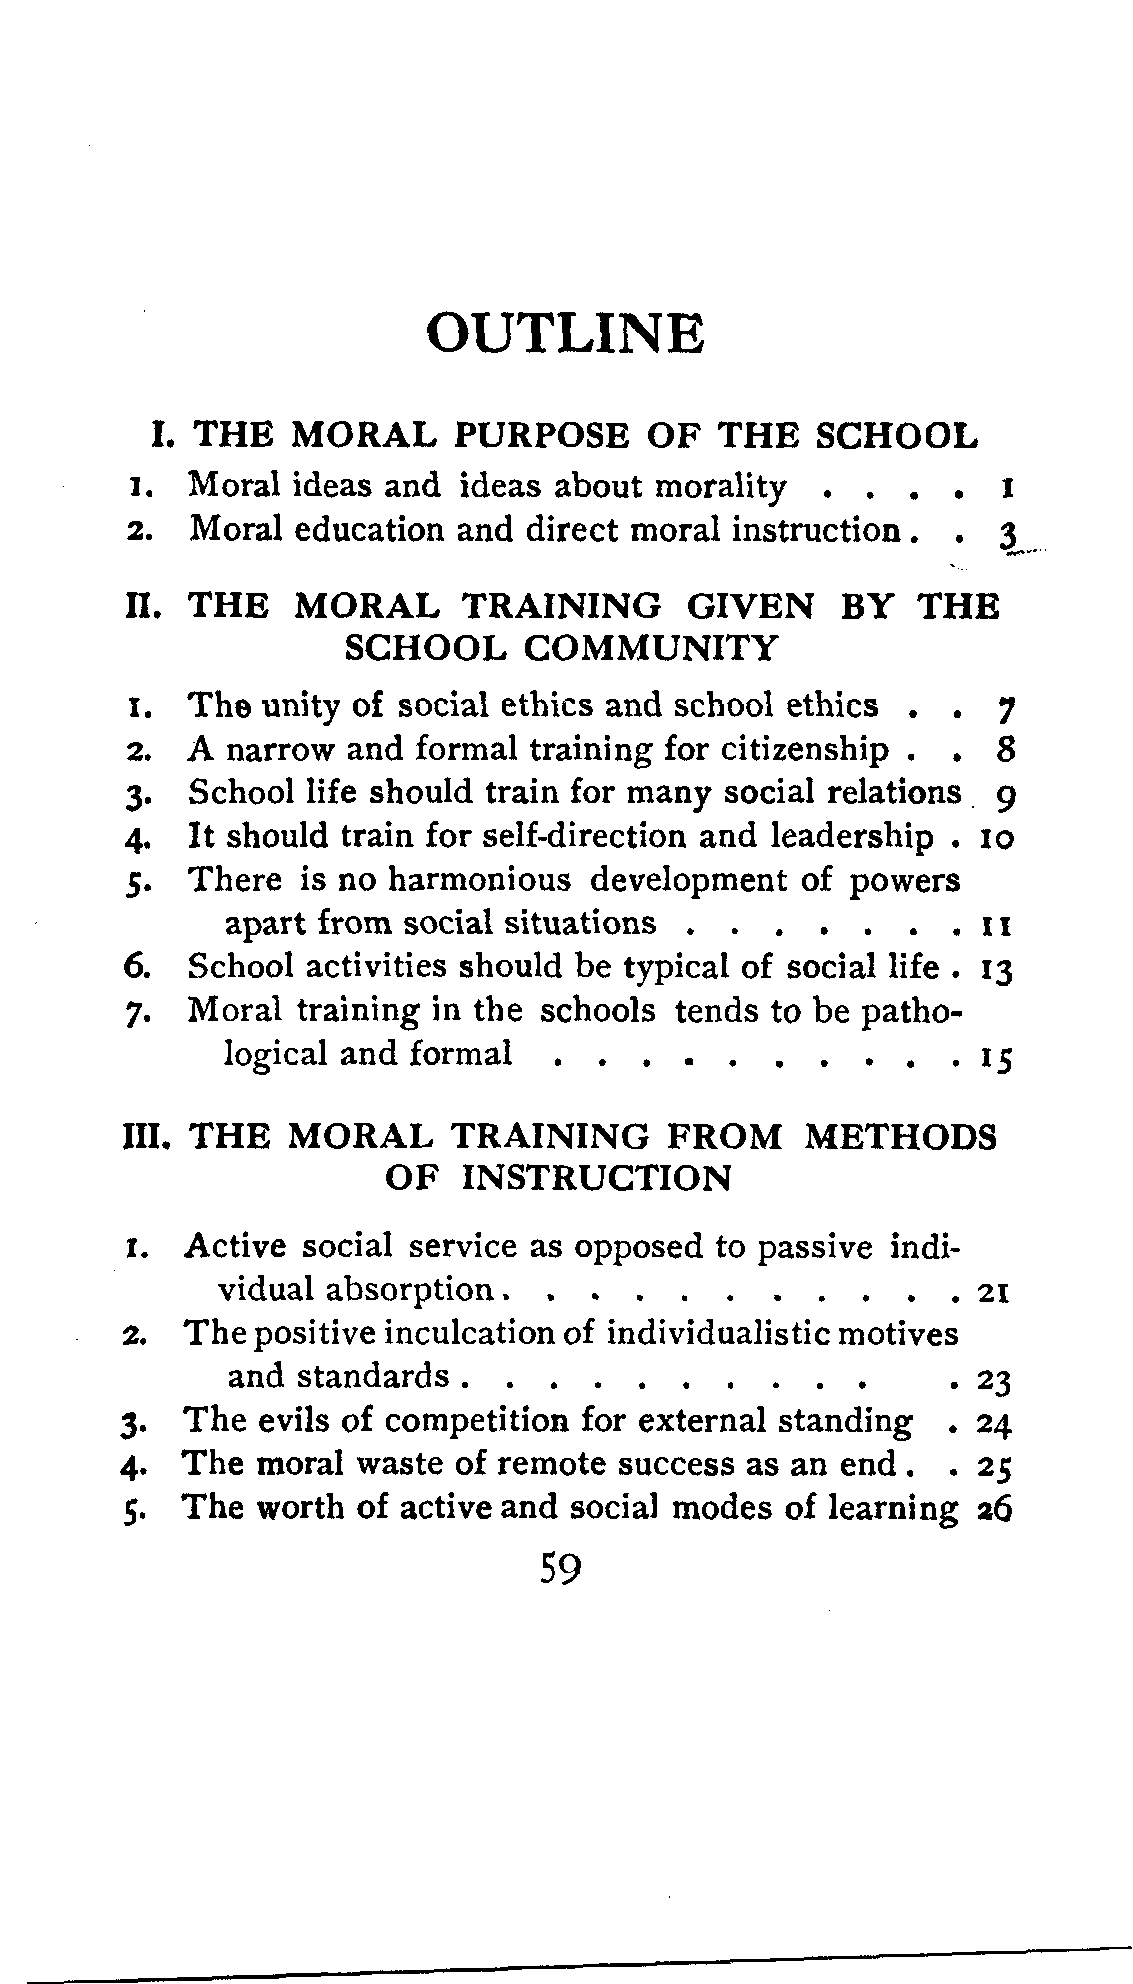 OUTLINE
I. THE MORAL PURPOSE OF THE SCHOOL
1. Moral ideas and ideas about morality . . . . 1
2. Moral education and direct moral instruction . . 3
II. THE MORAL TRAINING GIVEN BY THE
SCHOOL COMMUNITY
1. The unity of social ethics and school ethics . . 7
2. A narrow and formal training for citizenship . . 8
3. School life should train for many social relations . 9
4. It should train for self-direction and leadership . 10
5. There is no harmonious development of powers
apart from social situations . . . . . . . 11
6. School activities should be typical of social life . 13
7. Moral training in the schools tends to be patho-
logical and formal . . . . . . . . . . 15
III. THE MORAL TRAINING FROM METHODS
OF INSTRUCTION
1. Active social service as opposed to passive indi-
vidual absorption . . . . . . . . . . . 21
2. The positive inculcation of individualistic motives
and standards . . . . . . . . . . . 23
3. The evils of competition for external standing . 24
4. The moral waste of remote success as an end . . 25
5. The worth of active and social modes of learning 26
59